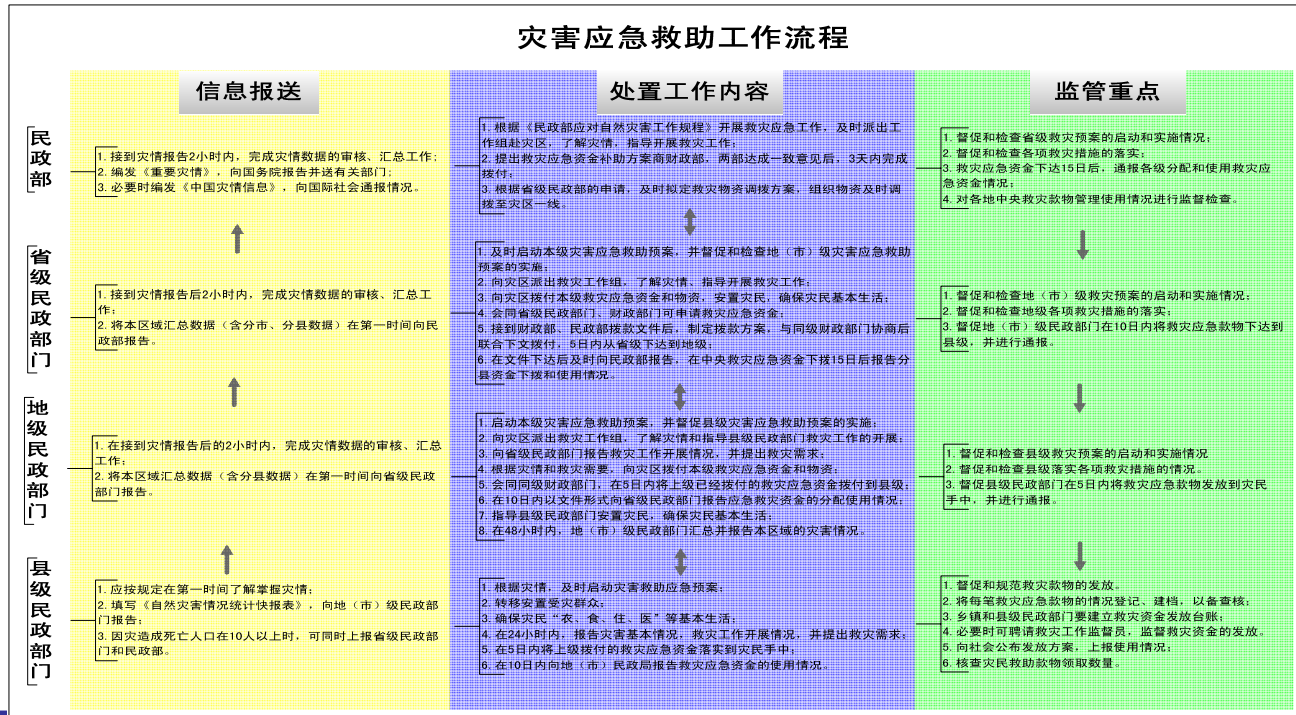 灾害应急救助工作流程
信息报送
处置工作内容
监管重点
民政部
1. 接到灾情报告2小时内，完成灾情数据的审核、汇总工作;
2. 编发《重要灾情》，向国务院报告并送有关部门;
3. 必要时编发《中国灾情信息》，向国际社会通报情况。
1. 根据《民政部应对自然灾害工作规程》开展救灾应急工作，及时派出工
作组赴灾区，了解灾情，指导开展救灾工作;
2. 提出救灾应急资金补助方案商财政部，两部达成一致意见后，3天内完成
拨付;
3. 根据省级民政部的申请，及时拟定救灾物资调拨方案，组织物资及时调
拨至灾区一线。
1. 督促和检查省级救灾预案的启动和实施情况;
2. 督促和检查各项救灾措施的落实;
3. 救灾应急资金下达15日后，通报各级分配和使用救灾应
急资金情况;
4. 对各地中央救灾款物管理使用情况进行监督检查。
省级民政部门
1. 接到灾情报告后2小时内，完成灾情数据的审核、汇总工
作;
2. 将本区域汇总数据（含分市、分县数据）在第一时间向民
政部报告。
1. 及时启动本级灾害应急救助预案，并督促和检查地（市）级灾害应急救助
预案的实施;
2. 向灾区派出救灾工作组，了解灾情、指导开展救灾工作;
3. 向灾区拨付本级救灾应急资金和物资，安置灾民，确保灾民基本生活;
4. 会同省级民政部门、财政部门可申请救灾应急资金;
5. 接到财政部、民政部拨款文件后，制定拨款方案，与同级财政部门协商后
联合下文拨付，5日内从省级下达到地级;
6. 在文件下达后及时向民政部报告，在中央救灾应急资金下拨15日后报告分
县资金下拨和使用情况。
1. 督促和检查地（市）级救灾预案的启动和实施情况;
2. 督促和检查地级各项救灾措施的落实;
3. 督促地（市）级民政部门在10日内将救灾应急款物下达到
县级，并进行通报。
地级民政部门
1. 在接到灾情报告后的2小时内，完成灾情数据的审核、汇总
工作;
2. 将本区域汇总数据（含分县数据）在第一时间向省级民政
部门报告。
1. 启动本级灾害应急救助预案，并督促县级灾害应急救助预案的实施;
2. 向灾区派出救灾工作组，了解灾情和指导县级民政部门救灾工作的开展;
3. 向省级民政部门报告救灾工作开展情况，并提出救灾需求;
4. 根据灾情和救灾需要，向灾区拨付本级救灾应急资金和物资;
5. 会同同级财政部门，在5日内将上级已经拨付的救灾应急资金拨付到县级;
6. 在10日内以文件形式向省级民政部门报告应急救灾资金的分配使用情况;
7. 指导县级民政部门安置灾民，确保灾民基本生活;
8. 在48小时内，地（市）级民政部门汇总并报告本区域的灾害情况。
1. 督促和检查县级救灾预案的启动和实施情况
2. 督促和检查县级落实各项救灾措施的情况。
3. 督促县级民政部门在5日内将救灾应急款物发放到灾民
手中，并进行通报。
县级民政部门
1. 应按规定在第一时间了解掌握灾情;
2. 填写《自然灾害情况统计快报表》，向地（市）级民政部
门报告;
3. 因灾造成死亡人口在10人以上时，可同时上报省级民政部
门和民政部。
1. 根据灾情，及时启动灾害救助应急预案;
2. 转移安置受灾群众;
3. 确保灾民“衣、食、住、医”等基本生活;
4. 在24小时内，报告灾害基本情况，救灾工作开展情况，并提出救灾需求;
5. 在5日内将上级拨付的救灾应急资金落实到灾民手中;
6. 在10日内向地（市）民政局报告救灾应急资金的使用情况。
1. 督促和规范救灾款物的发放。
2. 将每笔救灾应急款物的情况登记、建档，以备查核;
3. 乡镇和县级民政部门要建立救灾资金发放台账;
4. 必要时可聘请救灾工作监督员，监督救灾资金的发放。
5. 向社会公布发放方案，上报使用情况;
6. 核查灾民救助款物领取数量。